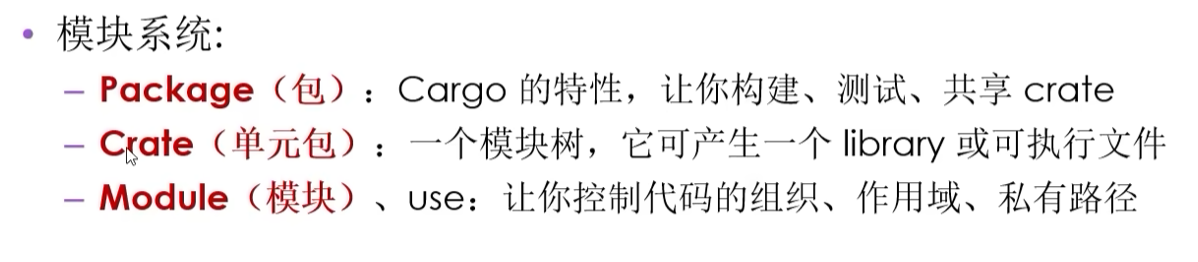 • 模块系统:
– Package（包）：Cargo 的特性，让你构建、测试、共享 crate
– Crate（单元包）：一个模块树，它可产生一个 library 或可执行文件
– Module（模块）、use：让你控制代码的组织、作用域、私有路径